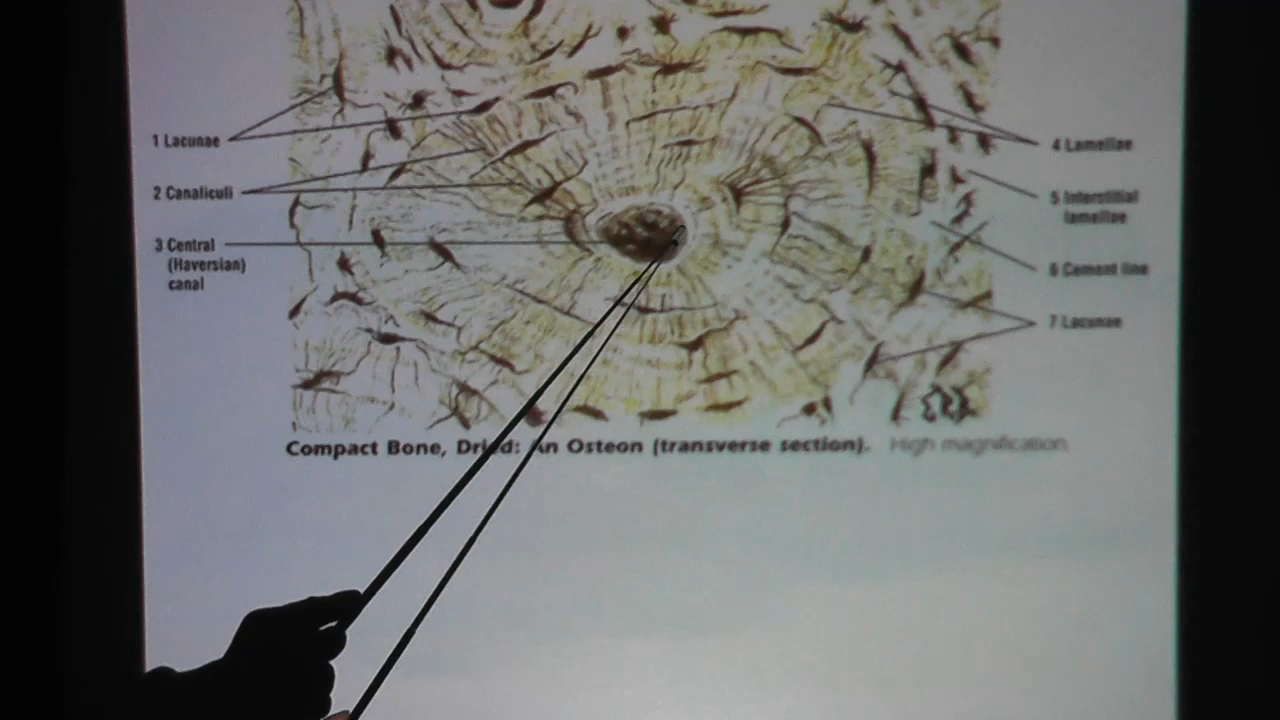 1 Lacunae
2 Canaliculi
3 Central
(Haversian)
canal
4 Lamellae
5 Interstitial
lamellae
6 Cement line
7 Lacunae
Compact Bone, Dried: An Osteon (transverse section). High magnification.